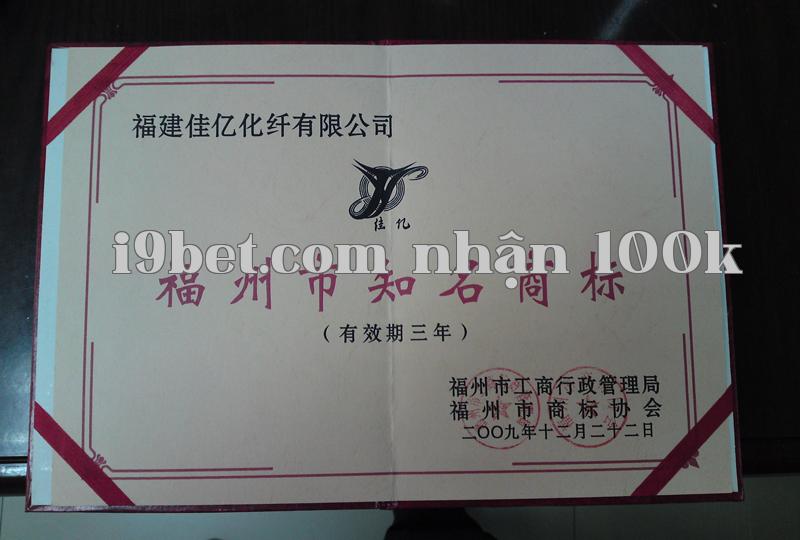 福建佳亿化纤有限公司
佳亿
i9bet.com nhận 100k
福州市知名商标
（有效期三年）
福州市工商行政管理局
福州市商标协会
二〇〇九年十二月二十二日